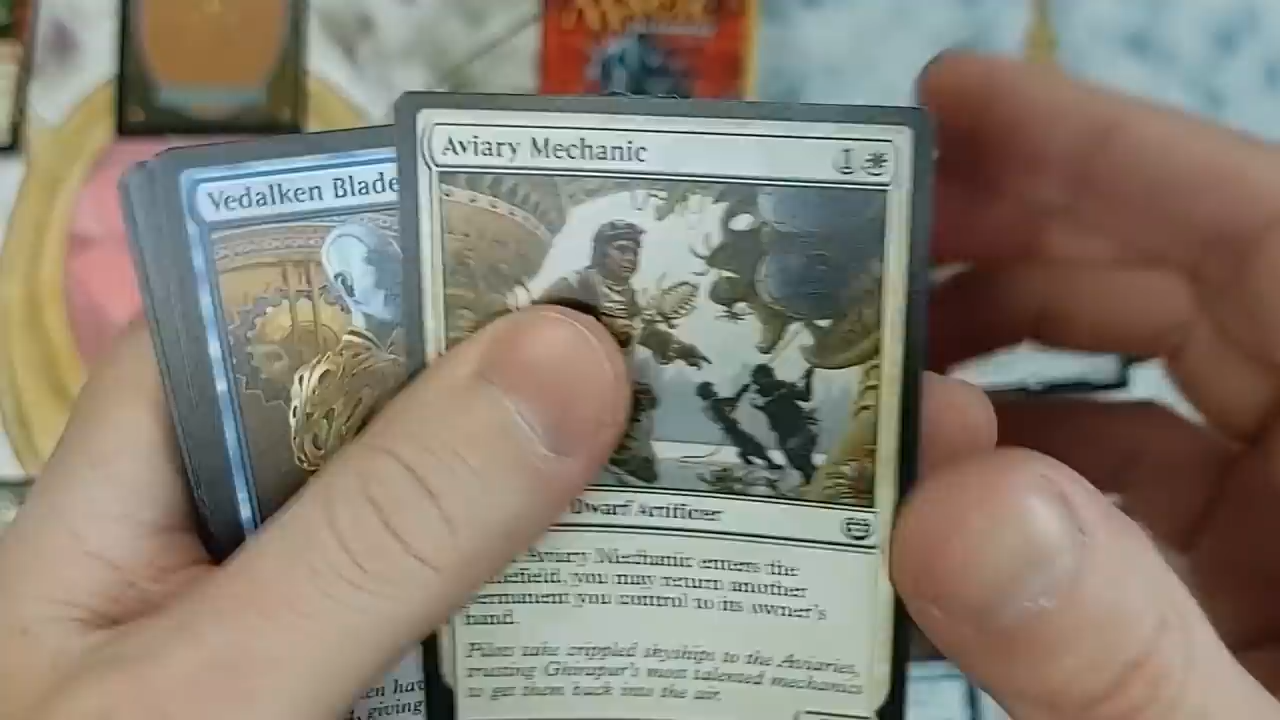 Aviary Mechanic 1
Vedalken Blade
Dwarf Artificer
Aviary Mechanic enters the
you may return another
permanent you control to its owner's
hand.
Pilots take crippled skyships to the Aviaries,
trusting Ghirapur's most talented mechanics
to get them back into the air.
giving